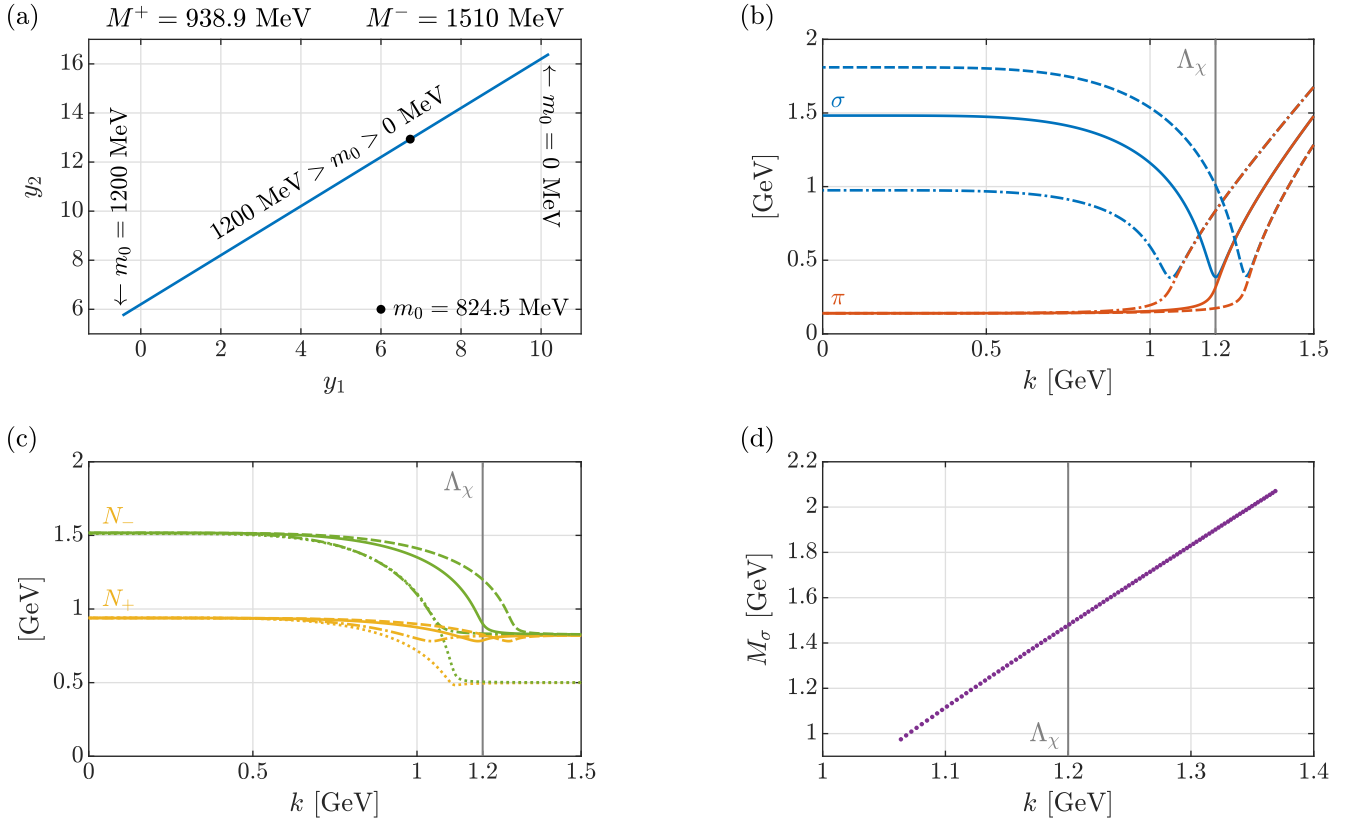 (a)
M⁺ = 938.9 MeV
M⁻ = 1510 MeV
16
14
12
10
8
6
y₂
← m₀ = 1200 MeV
1200 MeV > m₀ > 0 MeV
← m₀ = 0 MeV
m₀ = 824.5 MeV
0
2
4
6
8
10
y₁
(b)
2
1.5
1
0.5
0
[GeV]
σ
π
Λχ
0
0.5
1
1.2
1.5
k [GeV]
(c)
2
1.5
1
0.5
0
[GeV]
N₋
N₊
Λχ
0
0.5
1
1.2
1.5
k [GeV]
(d)
2.2
2
1.8
1.6
1.4
1.2
1
Mσ [GeV]
Λχ
1
1.1
1.2
1.3
1.4
k [GeV]